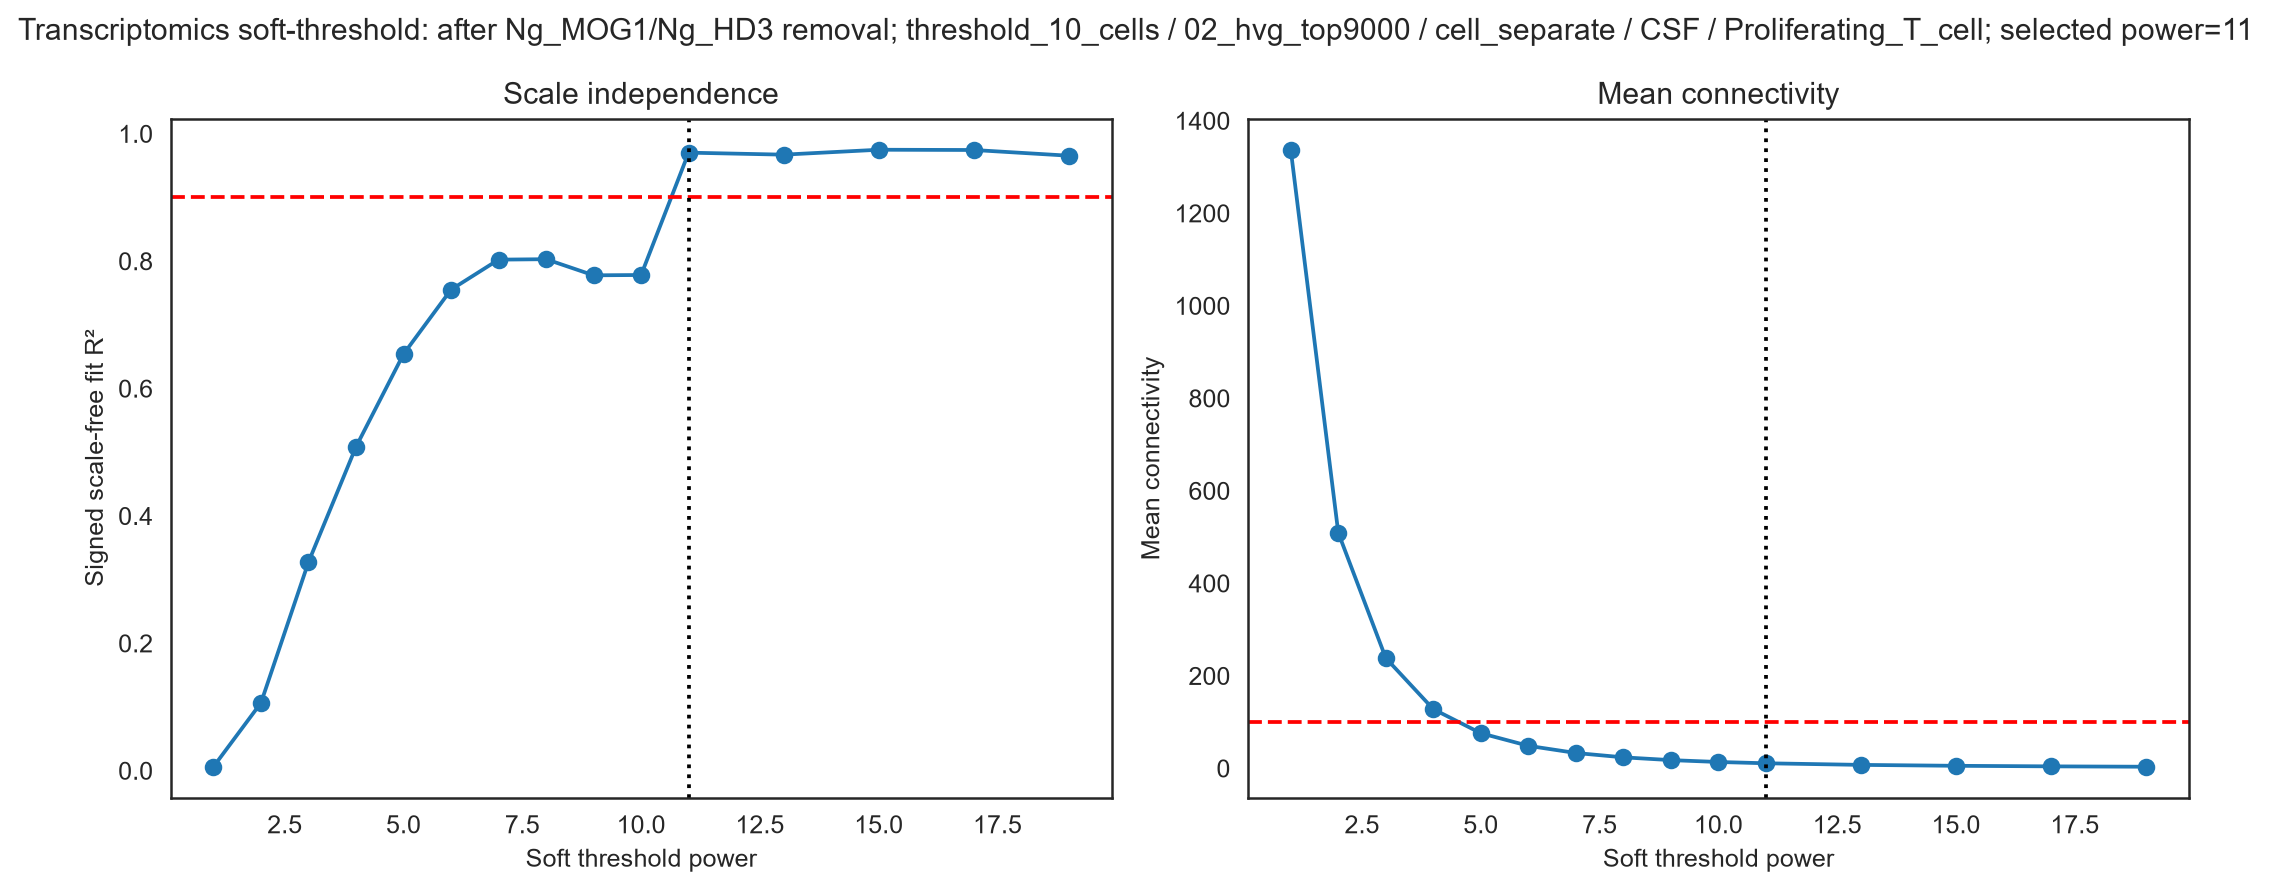 Transcriptomics soft-threshold: after Ng_MOG1/Ng_HD3 removal; threshold_10_cells / 02_hvg_top9000 / cell_separate / CSF / Proliferating_T_cell; selected power=11
Scale independence
Signed scale-free fit R²
1.0
0.8
0.6
0.4
0.2
0.0
2.5 5.0 7.5 10.0 12.5 15.0 17.5
Soft threshold power
Mean connectivity
Mean connectivity
1400
1200
1000
800
600
400
200
0
2.5 5.0 7.5 10.0 12.5 15.0 17.5
Soft threshold power